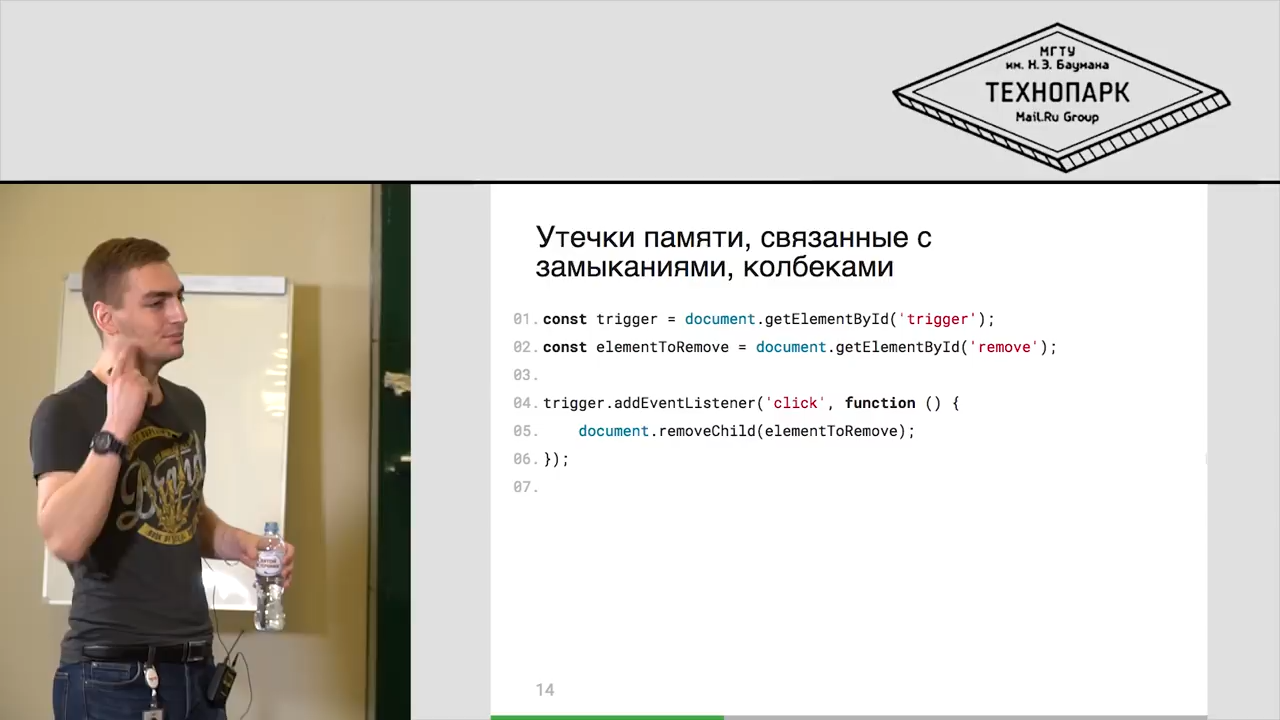 МГТУ
им. Н.Э. Баумана
ТЕХНОПАРК
Mail.Ru Group
Утечки памяти, связанные с
замыканиями, колбеками
01. const trigger = document.getElementById('trigger');
02. const elementToRemove = document.getElementById('remove');
03.
04. trigger.addEventListener('click', function () {
05. document.removeChild(elementToRemove);
06. });
07.
14